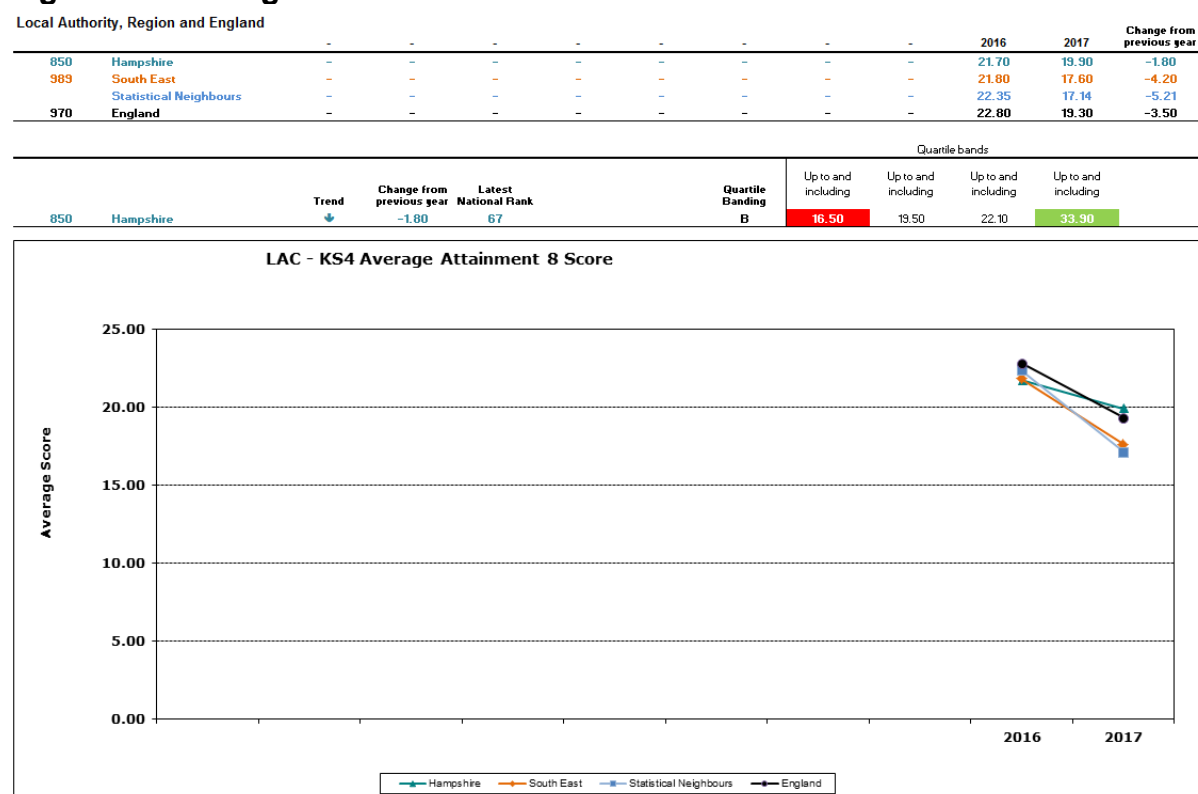 Local Authority, Region and England
- - - - - - - - 2016 2017 Change from previous year
850 Hampshire - - - - - - - - 21.70 19.90 -1.80
989 South East - - - - - - - - 21.80 17.60 -4.20
Statistical Neighbours - - - - - - - - 22.35 17.14 -5.21
970 England - - - - - - - - 22.80 19.30 -3.50
Quartile bands
Trend Change from previous year Latest National Rank Quartile Banding Up to and including Up to and including Up to and including Up to and including
850 Hampshire -1.80 67 B 16.50 19.50 22.10 33.90
LAC - KS4 Average Attainment 8 Score
Average Score
25.00
20.00
15.00
10.00
5.00
0.00
2016 2017
Hampshire South East Statistical Neighbours England